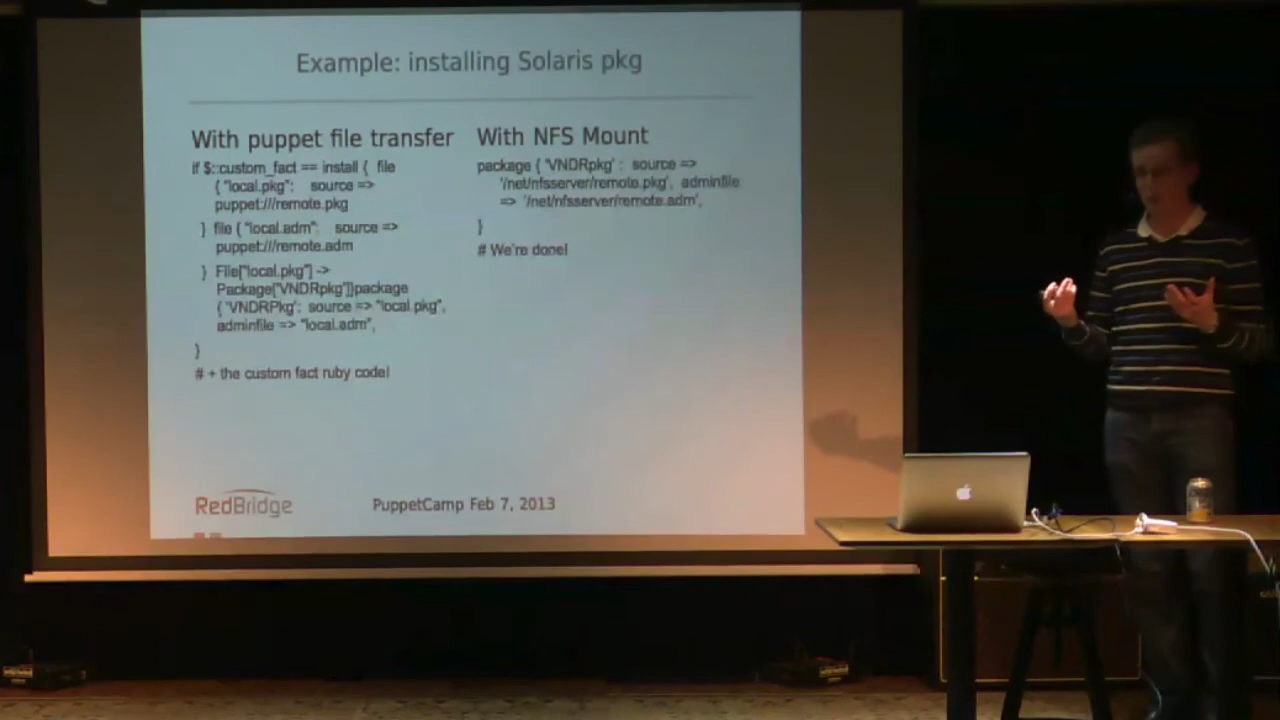 Example: installing Solaris pkg
With puppet file transfer
if $::custom_fact == install { file
{ "local.pkg": source =>
puppet:///remote.pkg
} file { "local.adm": source =>
puppet:///remote.adm
} File["local.pkg"] ->
Package["VNDRpkg"]]package
{ 'VNDRPkg': source => "local.pkg",
adminfile => "local.adm",
}
# + the custom fact ruby code!
With NFS Mount
package { 'VNDRpkg' : source =>
'/net/nfsserver/remote.pkg', adminfile
=> '/net/nfsserver/remote.adm',
}
# We're done!
RedBridge
PuppetCamp Feb 7, 2013